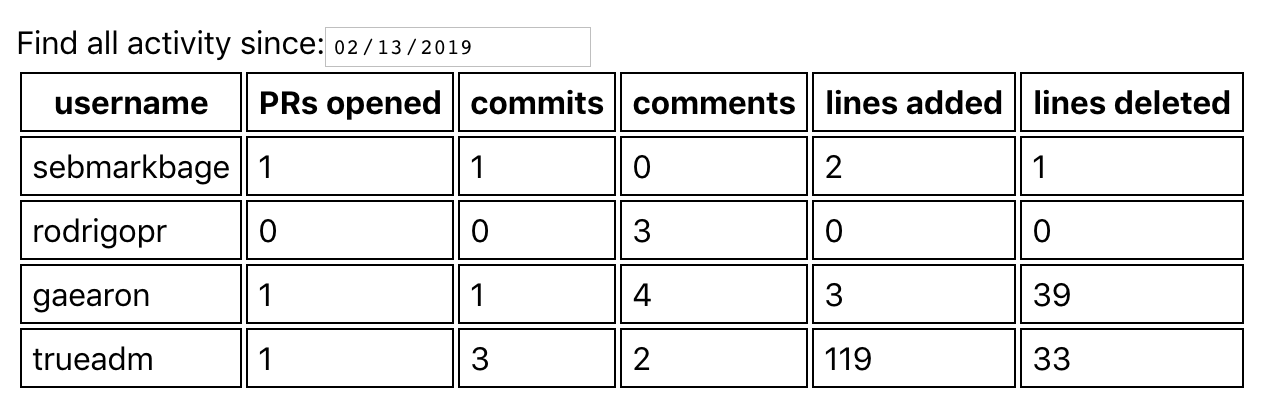 Find all activity since: 02/13/2019
username PRs opened commits comments lines added lines deleted
sebmarkbage 1 1 0 2 1
rodrigopr 0 0 3 0 0
gaearon 1 1 4 3 39
trueadm 1 3 2 119 33